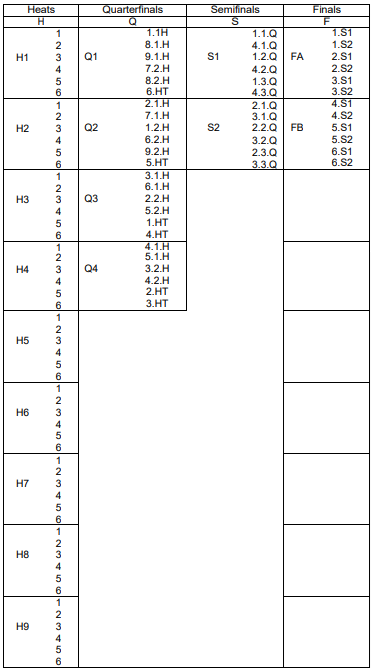 Heats Quarterfinals Semifinals Finals
H Q S F
1 1.1H 1.1.Q 1.S1
2 8.1.H 4.1.Q 1.S2
H1 3 Q1 9.1.H S1 1.2.Q FA 2.S1
4 7.2.H 4.2.Q 2.S2
5 8.2.H 1.3.Q 3.S1
6 6.HT 4.3.Q 3.S2
1 2.1.H 2.1.Q 4.S1
2 7.1.H 3.1.Q 4.S2
H2 3 Q2 1.2.H S2 2.2.Q FB 5.S1
4 6.2.H 3.2.Q 5.S2
5 9.2.H 2.3.Q 6.S1
6 5.HT 3.3.Q 6.S2
1 3.1.H
2 6.1.H
H3 3 Q3 2.2.H
4 5.2.H
5 1.HT
6 4.HT
1 4.1.H
2 5.1.H
H4 3 Q4 3.2.H
4 4.2.H
5 2.HT
6 3.HT
1
2
H5 3
4
5
6
1
2
H6 3
4
5
6
1
2
H7 3
4
5
6
1
2
H8 3
4
5
6
1
2
H9 3
4
5
6